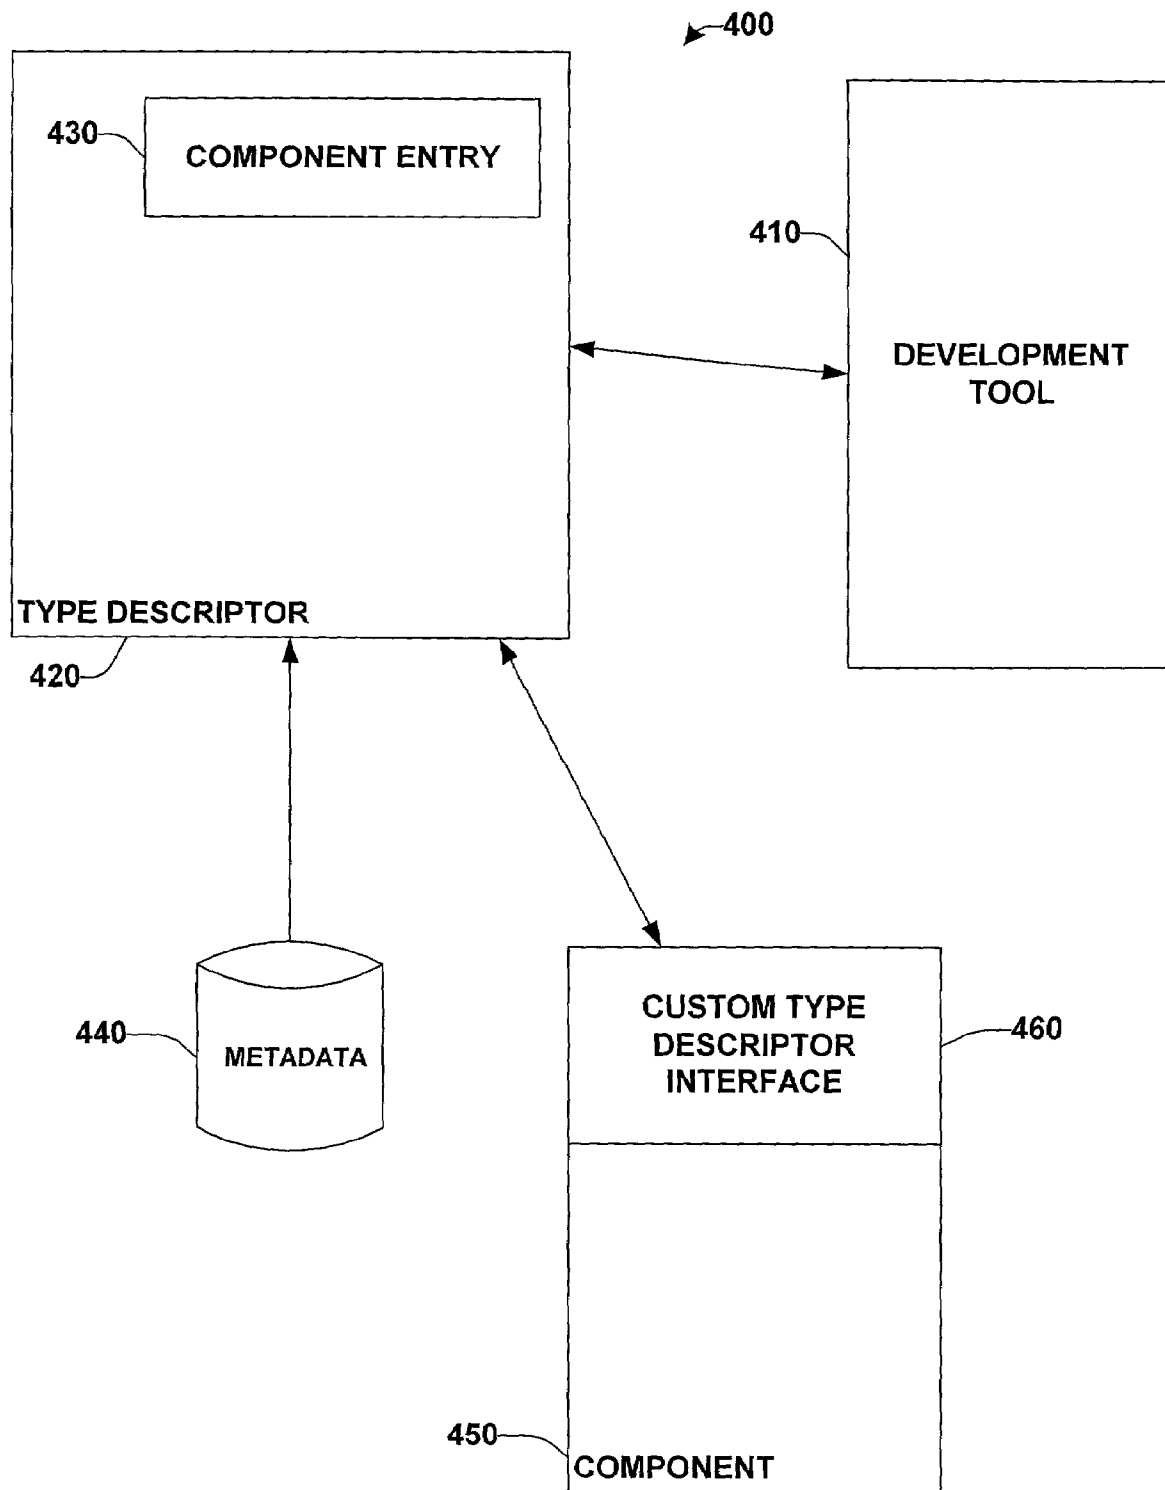 400
430
COMPONENT ENTRY
410
DEVELOPMENT
TOOL
TYPE DESCRIPTOR
420
440
METADATA
CUSTOM TYPE
DESCRIPTOR
INTERFACE
460
450
COMPONENT